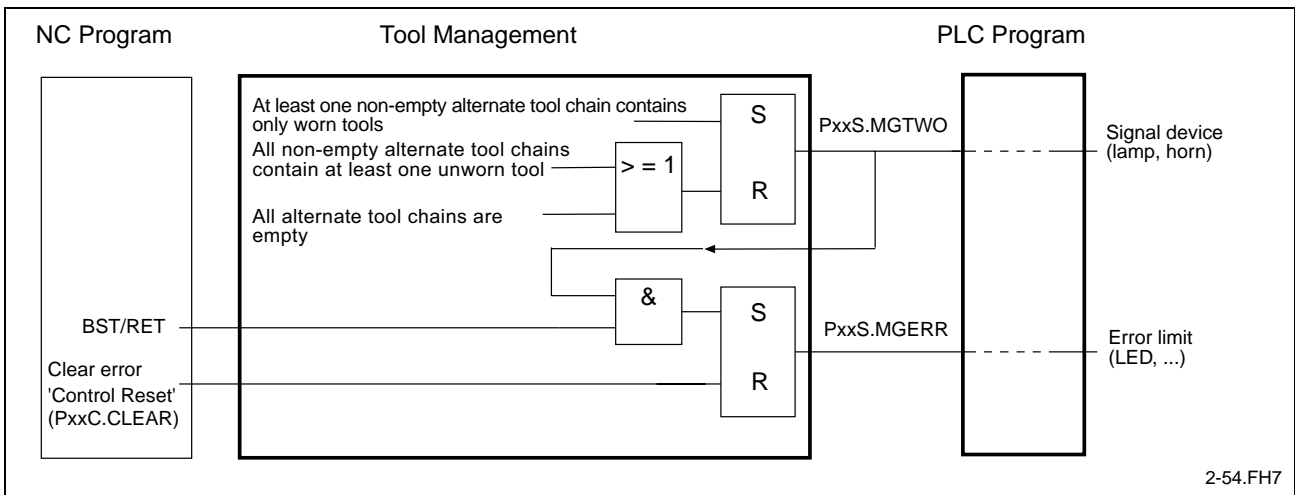 NC Program
Tool Management
PLC Program
At least one non-empty alternate tool chain contains
only worn tools
All non-empty alternate tool chains
contain at least one unworn tool
All alternate tool chains are
empty
> = 1
S
R
PxxS.MGTWO
Signal device
(lamp, horn)
&
S
R
BST/RET
PxxS.MGERR
Error limit
(LED, ...)
Clear error
'Control Reset'
(PxxC.CLEAR)
2-54.FH7